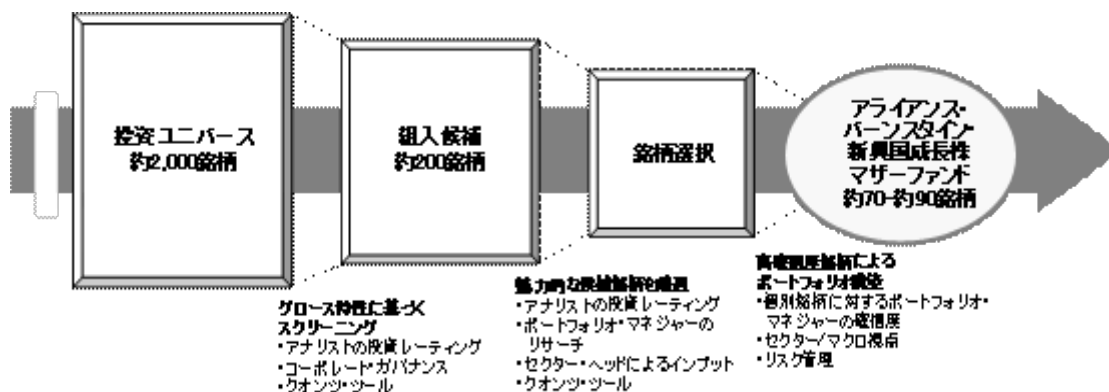 投資ユニバース
約2,000銘柄
組入候補
約200銘柄
銘柄選択
アライアンス・
バーンスタイン・
新興国成長株
マザーファンド
約70-約90銘柄
グロース特性に基づく
スクリーニング
・アナリストの投資レーティング
・コーポレート・ガバナンス
・クオンツ・ツール
魅力的な候補銘柄を厳選
・アナリストの投資レーティング
・ポートフォリオ・マネジャーの
リサーチ
・セクター・ヘッドによるインプット
・クオンツ・ツール
高確信度銘柄による
ポートフォリオ構築
・個別銘柄に対するポートフォリオ・
マネジャーの確信度
・セクター/マクロ視点
・リスク管理